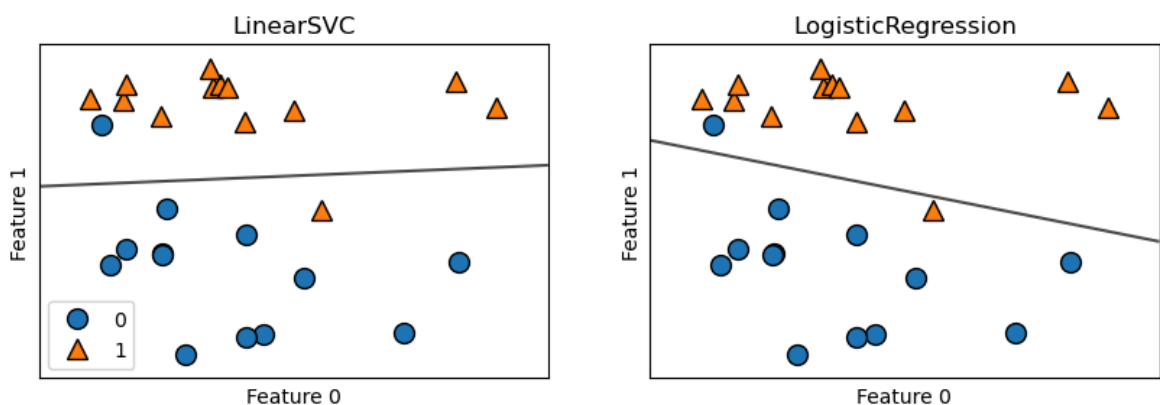 LinearSVC
Feature 1
0
1
Feature 0
LogisticRegression
Feature 1
Feature 0